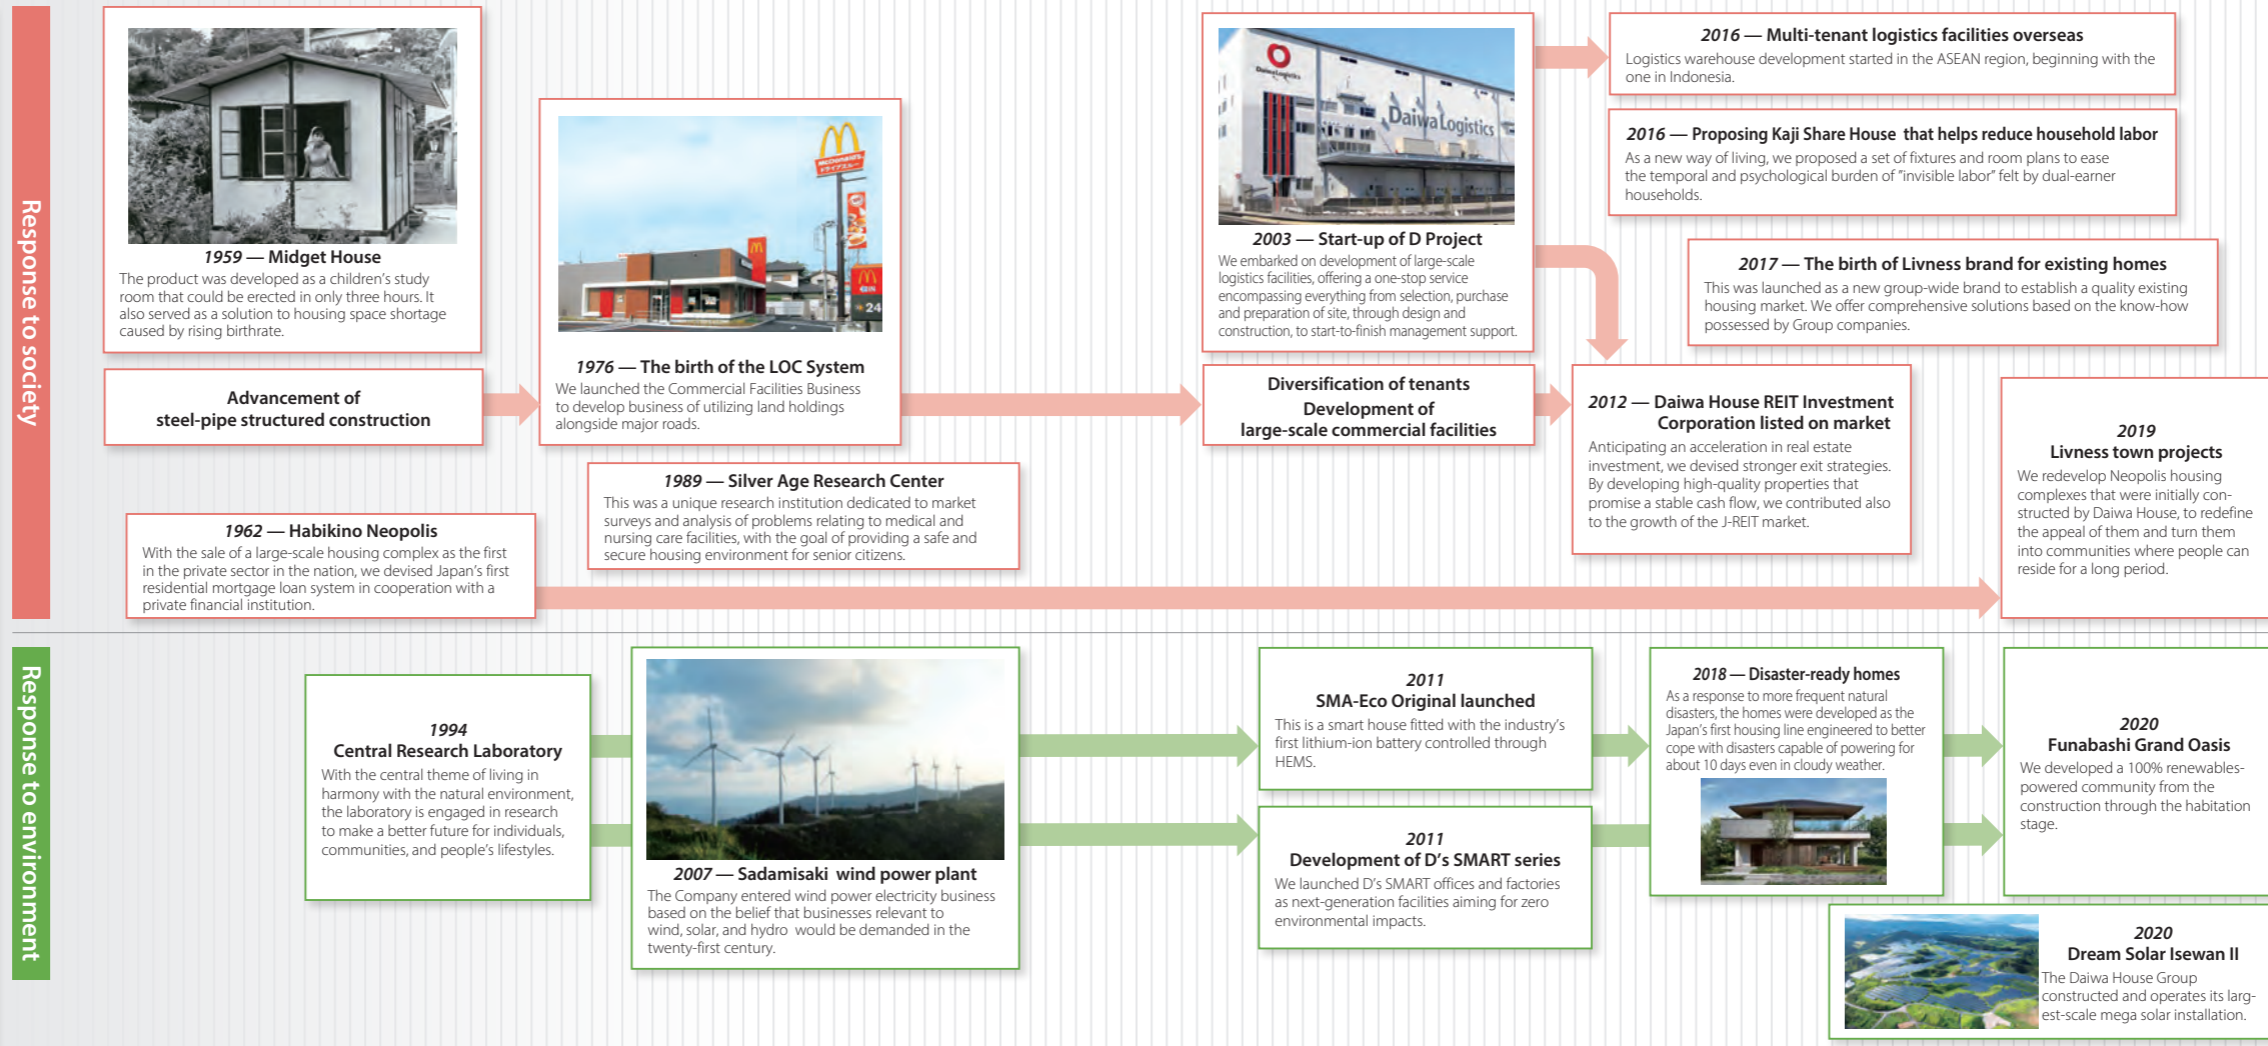 Response to society
1959 — Midget House
The product was developed as a children's study
room that could be erected in only three hours. It
also served as a solution to housing space shortage
caused by rising birthrate.
Advancement of
steel-pipe structured construction
McDonald's
ドライブスルー
24
1976 — The birth of the LOC System
We launched the Commercial Facilities Business
to develop business of utilizing land holdings
alongside major roads.
1989 — Silver Age Research Center
This was a unique research institution dedicated to market
surveys and analysis of problems relating to medical and
nursing care facilities, with the goal of providing a safe and
secure housing environment for senior citizens.
1962 — Habikino Neopolis
With the sale of a large-scale housing complex as the first
in the private sector in the nation, we devised Japan's first
residential mortgage loan system in cooperation with a
private financial institution.
DaiwaLogistics
Daiwa Logistics
2003 — Start-up of D Project
We embarked on development of large-scale
logistics facilities, offering a one-stop service
encompassing everything from selection, purchase
and preparation of site, through design and
construction, to start-to-finish management support.
Diversification of tenants
Development of
large-scale commercial facilities
2016 — Multi-tenant logistics facilities overseas
Logistics warehouse development started in the ASEAN region, beginning with the
one in Indonesia.
2016 — Proposing Kaji Share House that helps reduce household labor
As a new way of living, we proposed a set of fixtures and room plans to ease
the temporal and psychological burden of "invisible labor" felt by dual-earner
households.
2017 — The birth of Livness brand for existing homes
This was launched as a new group-wide brand to establish a quality existing
housing market. We offer comprehensive solutions based on the know-how
possessed by Group companies.
2012 — Daiwa House REIT Investment
Corporation listed on market
Anticipating an acceleration in real estate
investment, we devised stronger exit strategies.
By developing high-quality properties that
promise a stable cash flow, we contributed also
to the growth of the J-REIT market.
2019
Livness town projects
We redevelop Neopolis housing
complexes that were initially con-
structed by Daiwa House, to redefine
the appeal of them and turn them
into communities where people can
reside for a long period.
Response to environment
1994
Central Research Laboratory
With the central theme of living in
harmony with the natural environment,
the laboratory is engaged in research
to make a better future for individuals,
communities, and people's lifestyles.
2007 — Sadamisaki wind power plant
The Company entered wind power electricity business
based on the belief that businesses relevant to
wind, solar, and hydro would be demanded in the
twenty-first century.
2011
SMA-Eco Original launched
This is a smart house fitted with the industry's
first lithium-ion battery controlled through
HEMS.
2011
Development of D's SMART series
We launched D's SMART offices and factories
as next-generation facilities aiming for zero
environmental impacts.
2018 — Disaster-ready homes
As a response to more frequent natural
disasters, the homes were developed as the
Japan's first housing line engineered to better
cope with disasters capable of powering for
about 10 days even in cloudy weather.
2020
Funabashi Grand Oasis
We developed a 100% renewables-
powered community from the
construction through the habitation
stage.
2020
Dream Solar Isewan II
The Daiwa House Group
constructed and operates its larg-
est-scale mega solar installation.